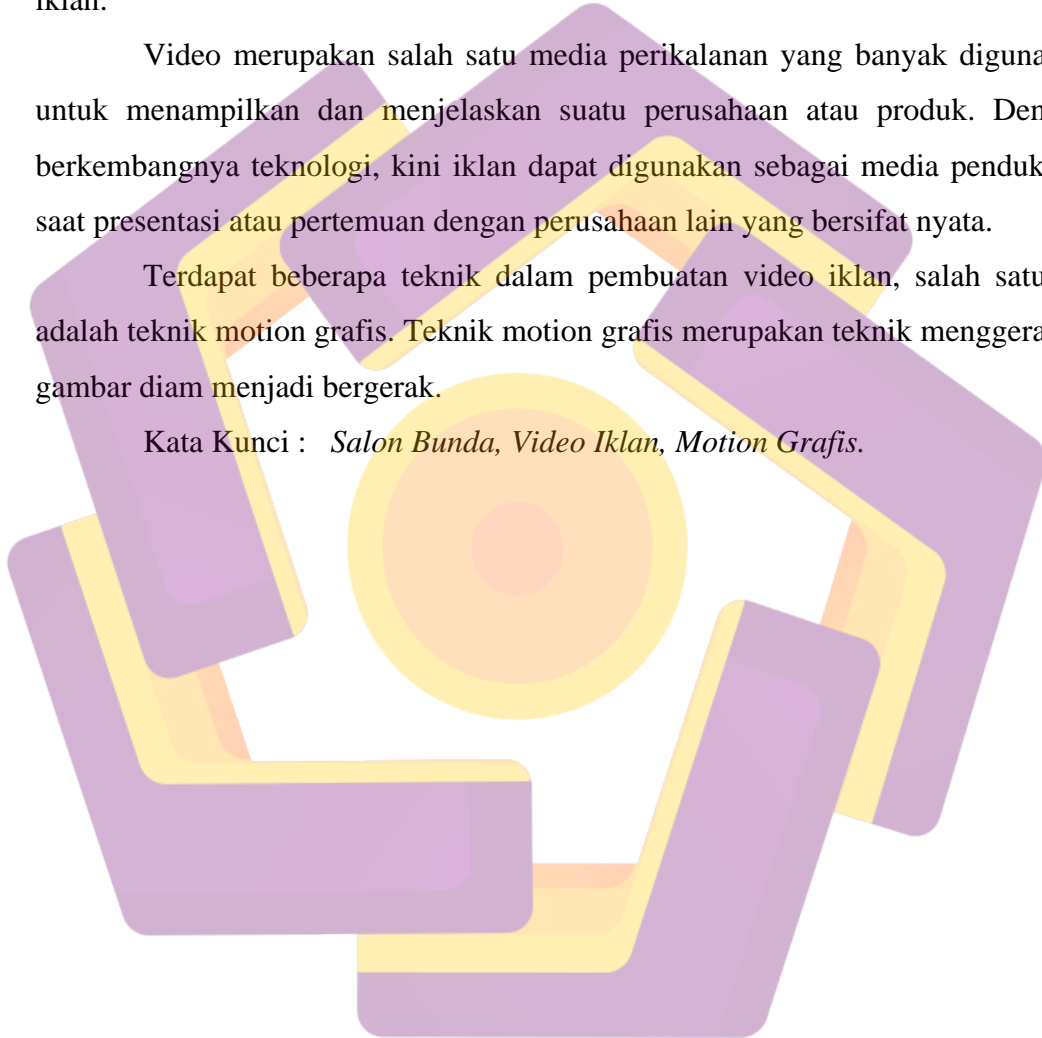 iklan.
Video merupakan salah satu media perikalanan yang banyak diguna
untuk menampilkan dan menjelaskan suatu perusahaan atau produk. Den
berkembangnya teknologi, kini iklan dapat digunakan sebagai media penduk
saat presentasi atau pertemuan dengan perusahaan lain yang bersifat nyata.
Terdapat beberapa teknik dalam pembuatan video iklan, salah satu
adalah teknik motion grafis. Teknik motion grafis merupakan teknik menggera
gambar diam menjadi bergerak.
Kata Kunci : Salon Bunda, Video Iklan, Motion Grafis.